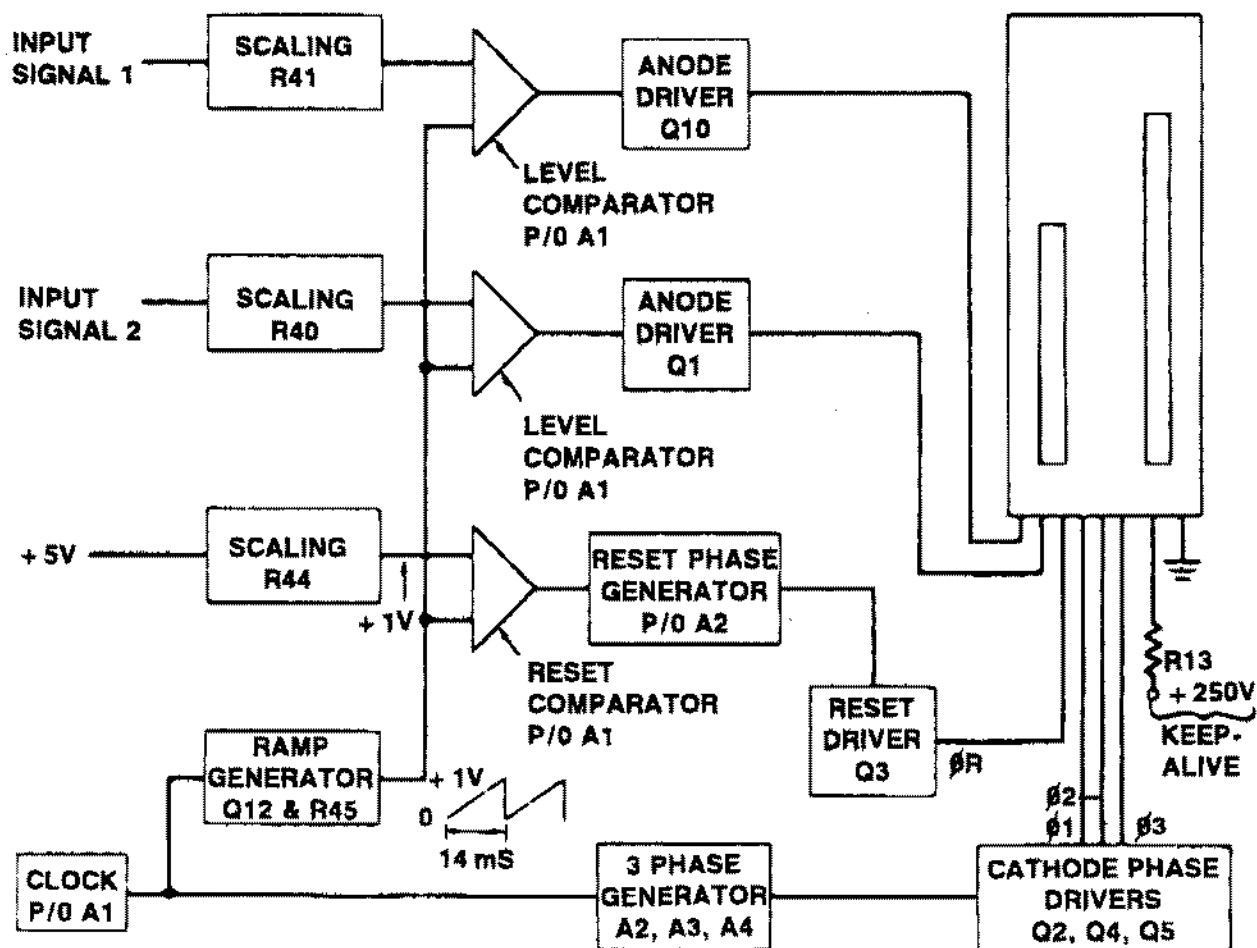 INPUT
SIGNAL 1
SCALING
R41
ANODE
DRIVER
Q10
LEVEL
COMPARATOR
P/0 A1
INPUT
SIGNAL 2
SCALING
R40
ANODE
DRIVER
Q1
LEVEL
COMPARATOR
P/0 A1
+ 5V
SCALING
R44
+ 1V
RESET PHASE
GENERATOR
P/0 A2
RESET
COMPARATOR
P/0 A1
RESET
DRIVER
Q3
ØR
R13
+ 250V
KEEP-
ALIVE
RAMP
GENERATOR
Q12 & R45
+ 1V
0
14 mS
Ø2
Ø1
Ø3
CLOCK
P/0 A1
3 PHASE
GENERATOR
A2, A3, A4
CATHODE PHASE
DRIVERS
Q2, Q4, Q5